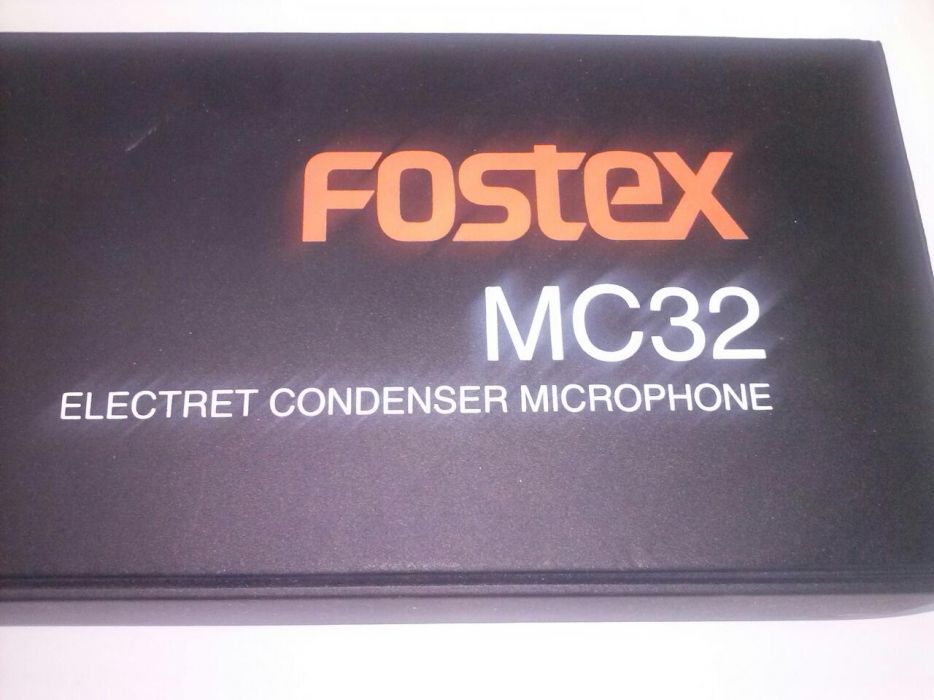 FOSTEX
MC32
ELECTRET CONDENSER MICROPHONE